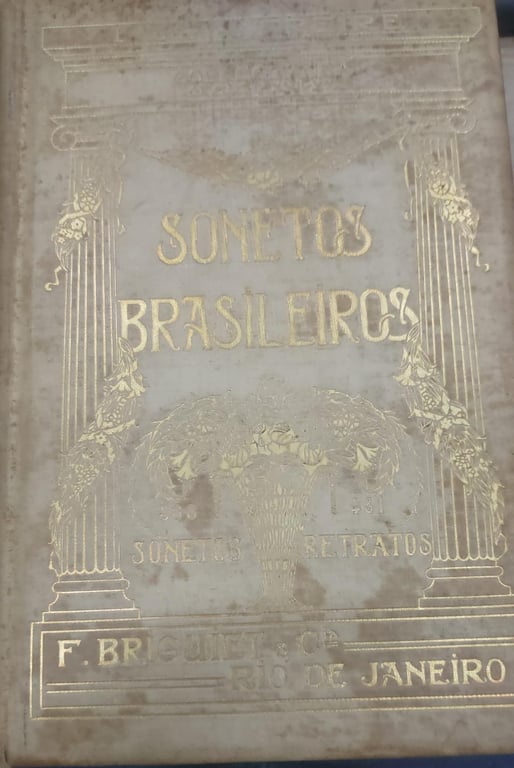 SONETOS
BRASILEIROS
SONETOS RETRATOS
F. BRIGUIET & Cª
RIO DE JANEIRO